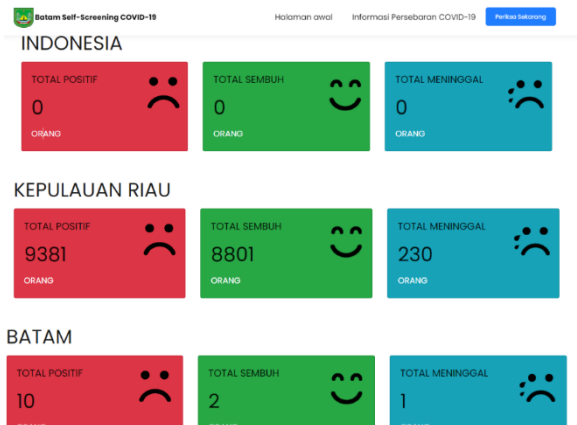 Batam Self-Screening COVID-19 Halaman awal Informasi Persebaran COVID-19 Periksa Sekarang
INDONESIA
TOTAL POSITIF
0
ORANG
TOTAL SEMBUH
0
ORANG
TOTAL MENINGGAL
0
ORANG
KEPULAUAN RIAU
TOTAL POSITIF
9381
ORANG
TOTAL SEMBUH
8801
ORANG
TOTAL MENINGGAL
230
ORANG
BATAM
TOTAL POSITIF
10
TOTAL SEMBUH
2
TOTAL MENINGGAL
1